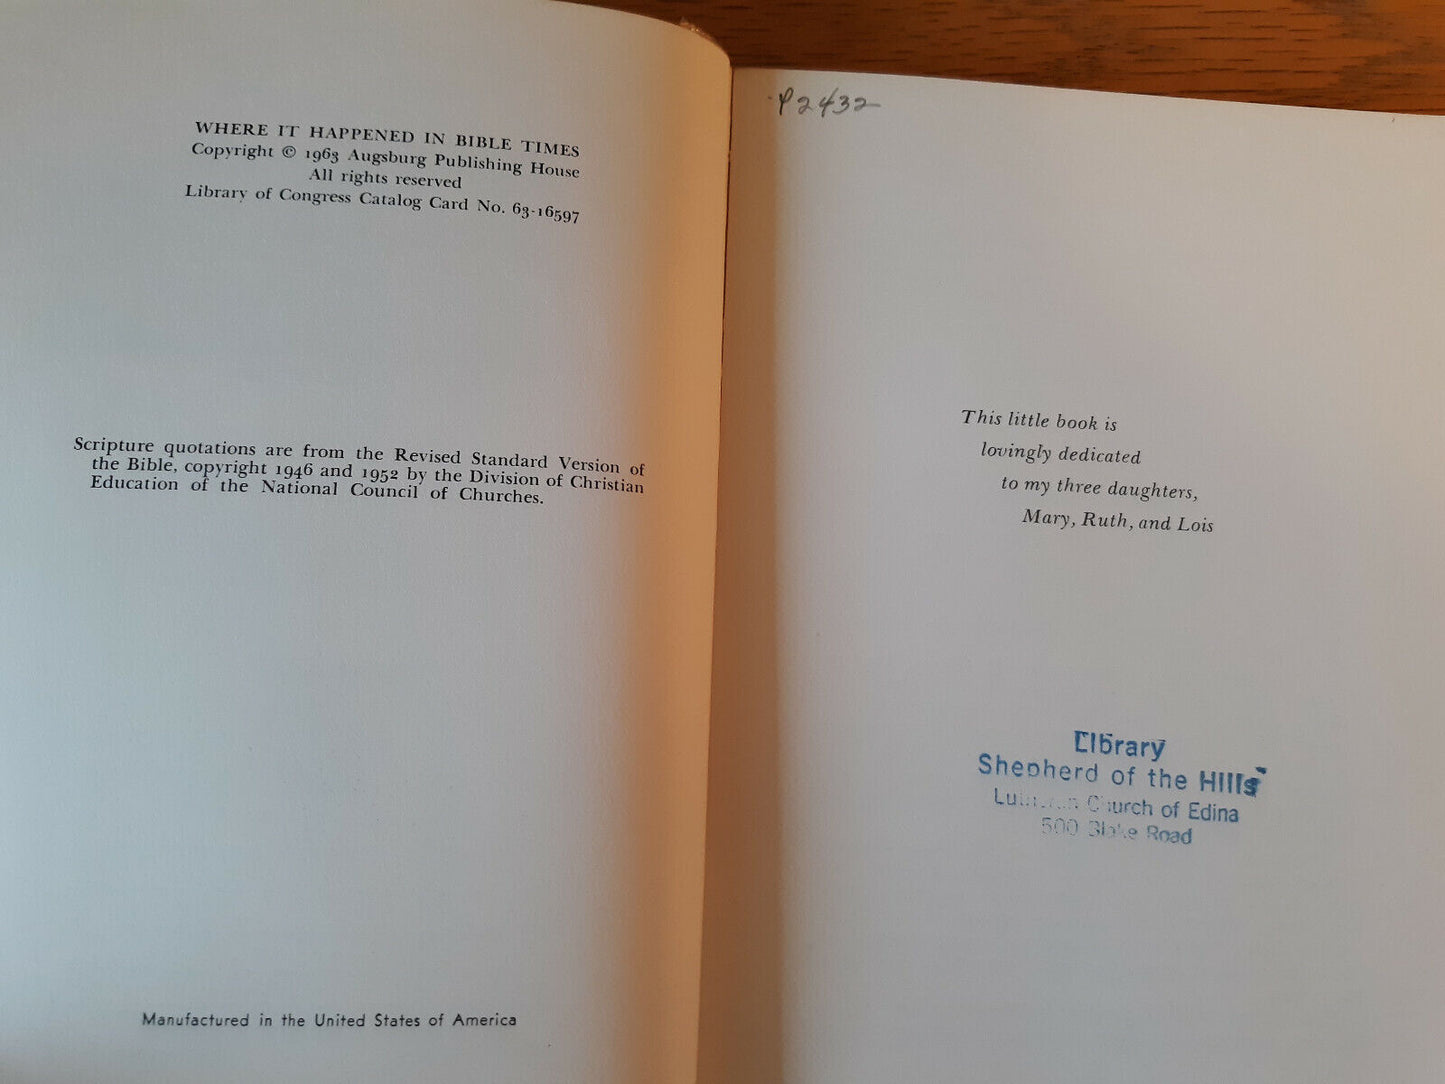 WHERE IT HAPPENED IN BIBLE TIMES
Copyright © 1963 Augsburg Publishing House
All rights reserved
Library of Congress Catalog Card No. 63-16597
Scripture quotations are from the Revised Standard Version of
the Bible, copyright 1946 and 1952 by the Division of Christian
Education of the National Council of Churches.
Manufactured in the United States of America
P2432
This little book is
lovingly dedicated
to my three daughters,
Mary, Ruth, and Lois
Library
Shepherd of the Hills
Church of Edina
500 Blake Road